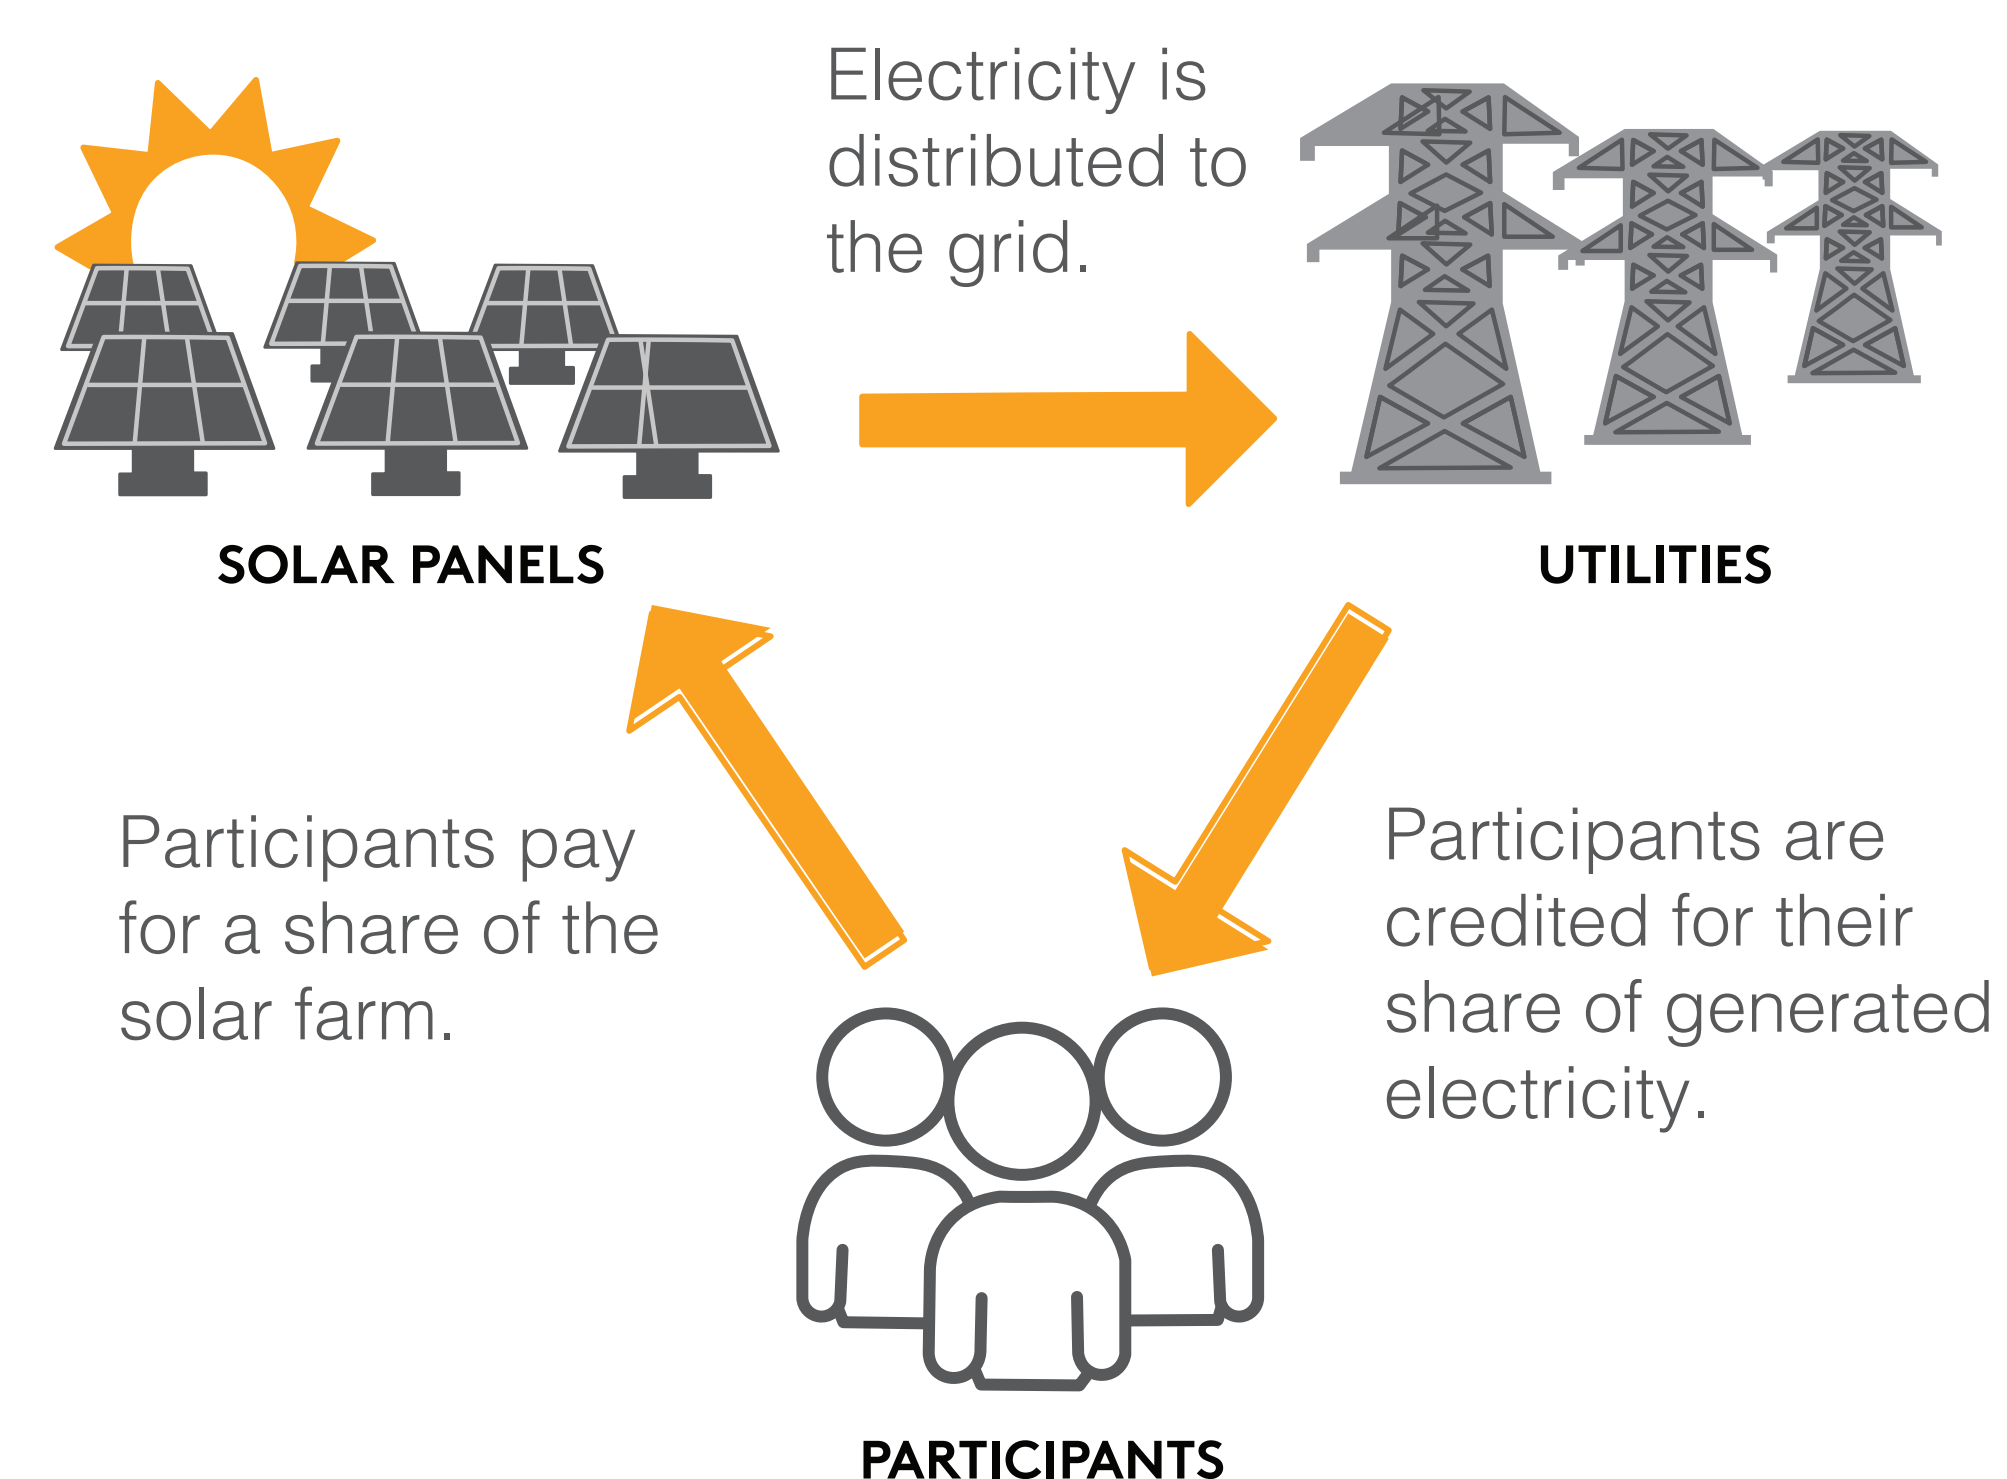 Electricity is
distributed to
the grid.
SOLAR PANELS
UTILITIES
Participants pay
for a share of the
solar farm.
Participants are
credited for their
share of generated
electricity.
PARTICIPANTS